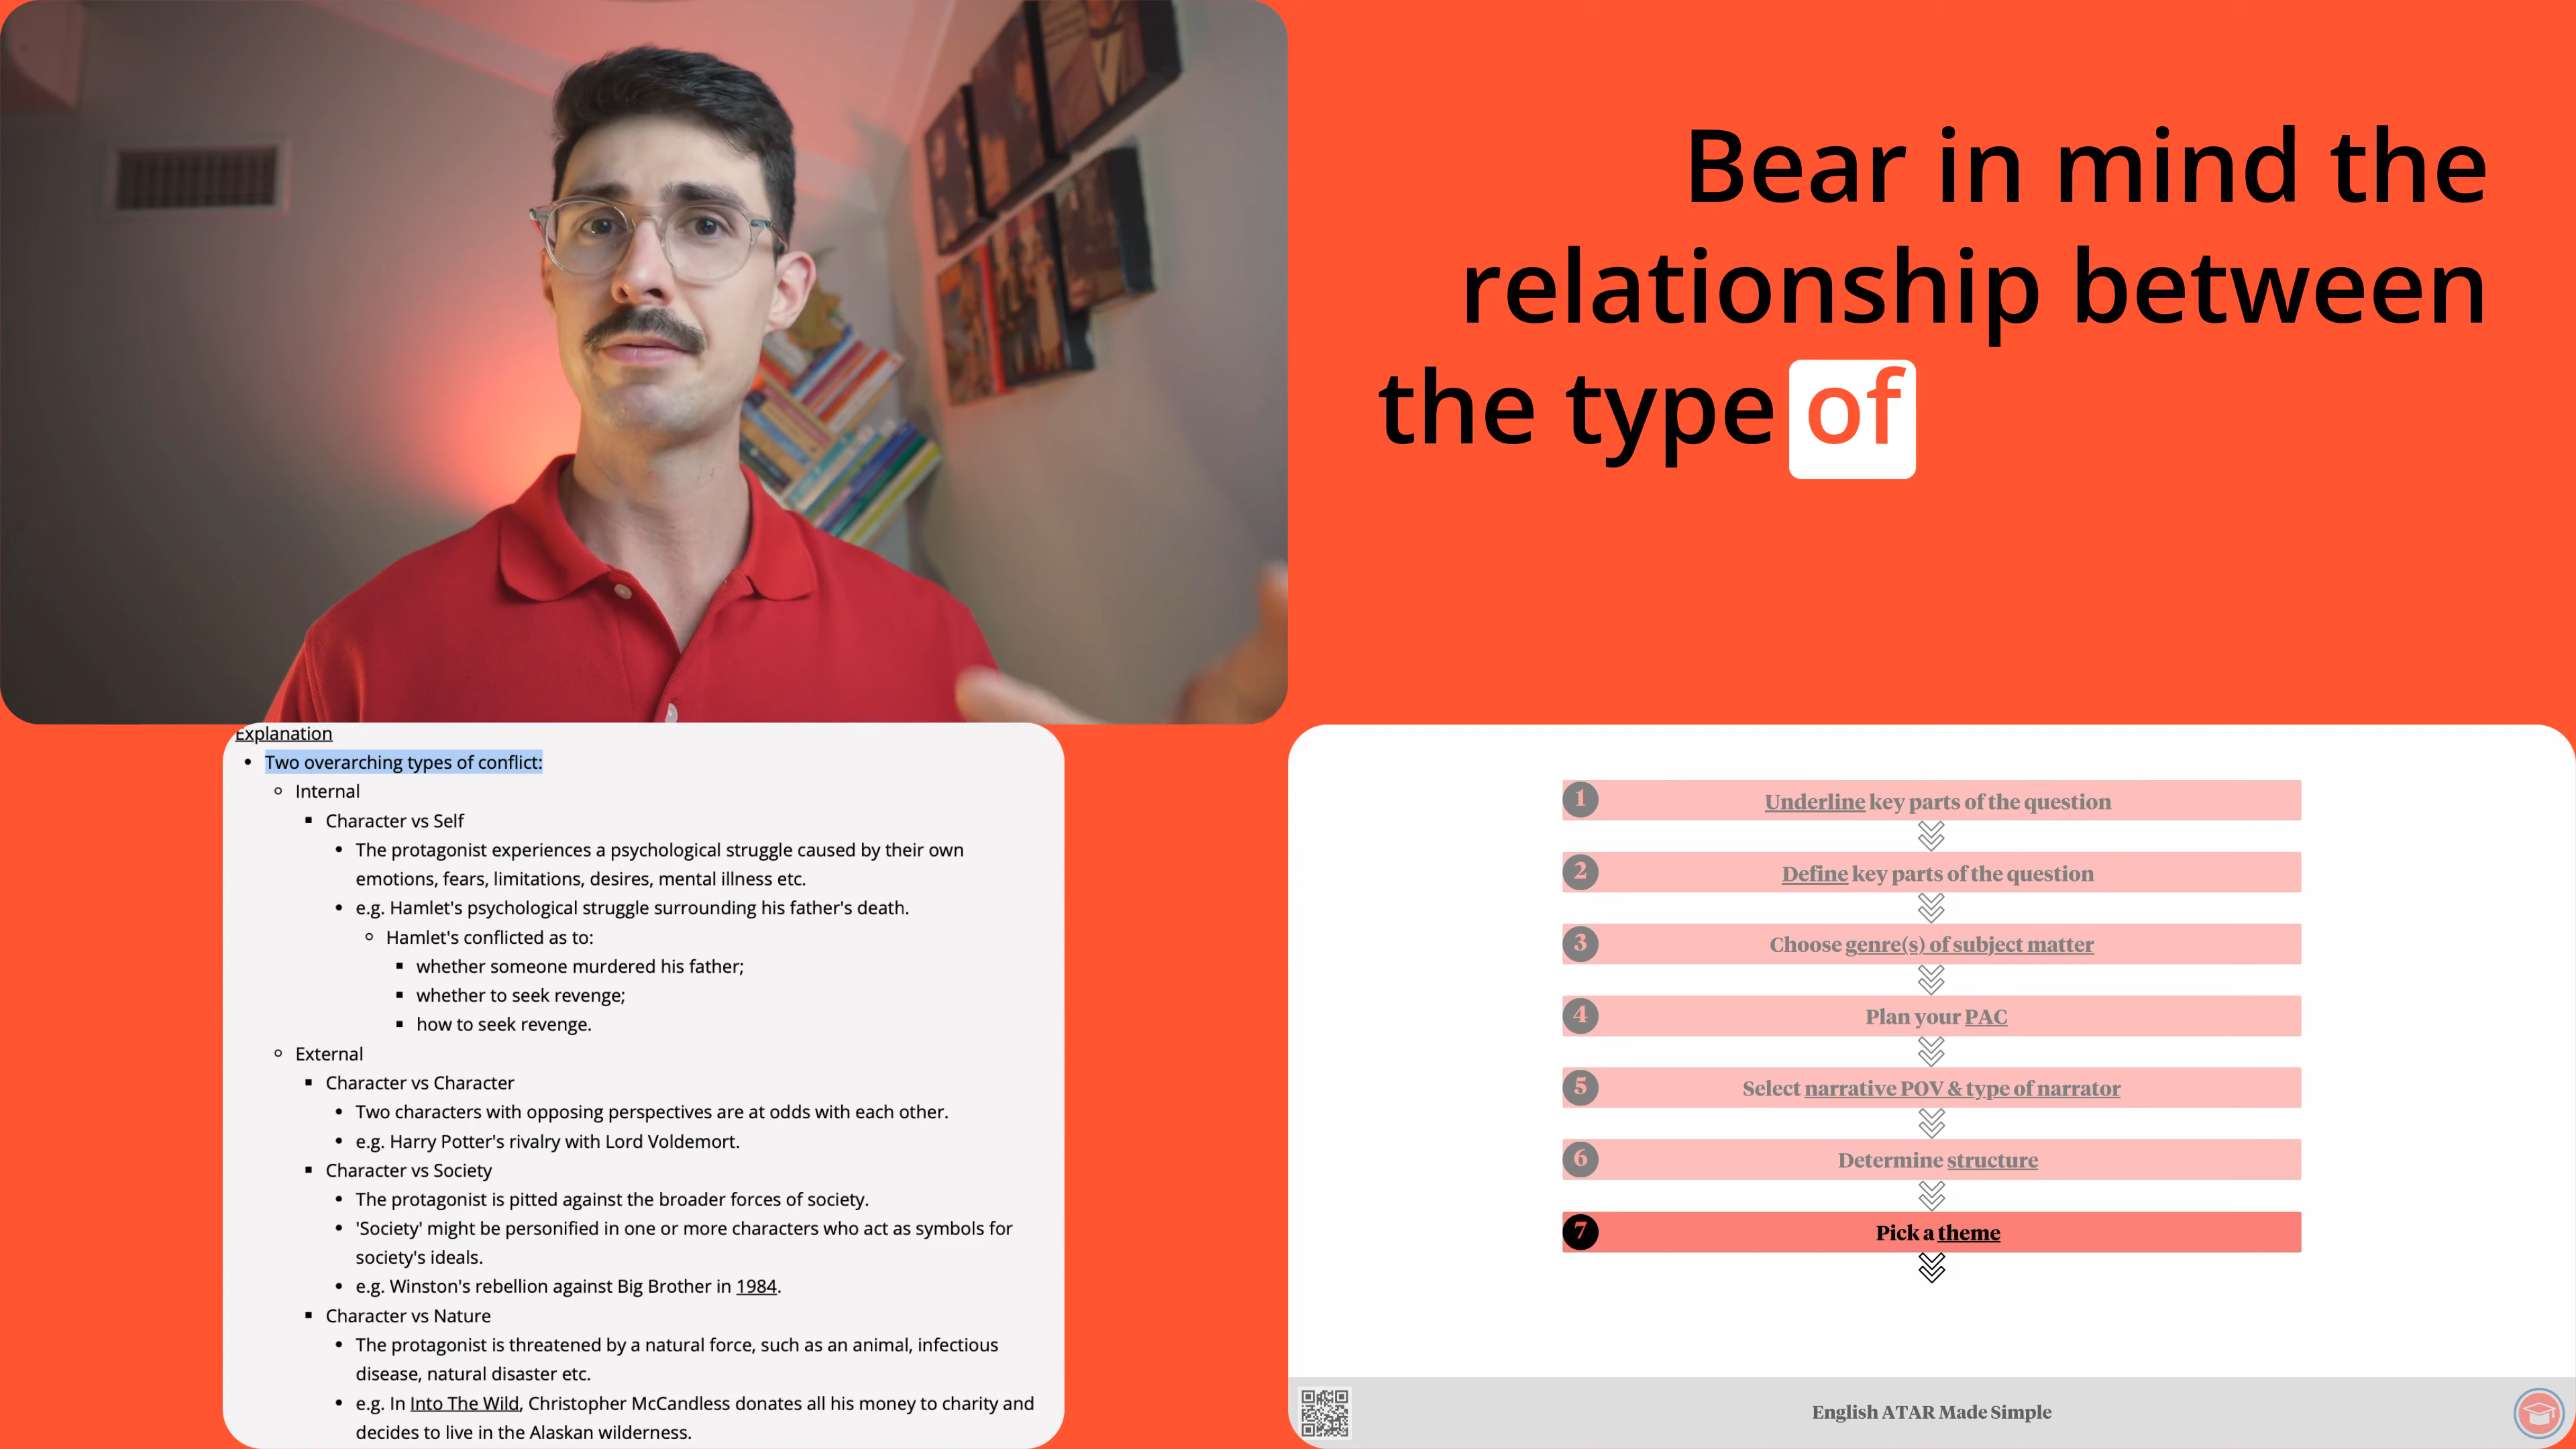 Bear in mind the
relationship between
the type of
Explanation
Two overarching types of conflict:
Internal
Character vs Self
The protagonist experiences a psychological struggle caused by their own
emotions, fears, limitations, desires, mental illness etc.
e.g. Hamlet's psychological struggle surrounding his father's death.
Hamlet's conflicted as to:
whether someone murdered his father;
whether to seek revenge;
how to seek revenge.
External
Character vs Character
Two characters with opposing perspectives are at odds with each other.
e.g. Harry Potter's rivalry with Lord Voldemort.
Character vs Society
The protagonist is pitted against the broader forces of society.
'Society' might be personified in one or more characters who act as symbols for
society's ideals.
e.g. Winston's rebellion against Big Brother in 1984.
Character vs Nature
The protagonist is threatened by a natural force, such as an animal, infectious
disease, natural disaster etc.
e.g. In Into The Wild, Christopher McCandless donates all his money to charity and
decides to live in the Alaskan wilderness.
1 Underline key parts of the question
2 Define key parts of the question
3 Choose genre(s) of subject matter
4 Plan your PAC
5 Select narrative POV & type of narrator
6 Determine structure
7 Pick a theme
English ATAR Made Simple